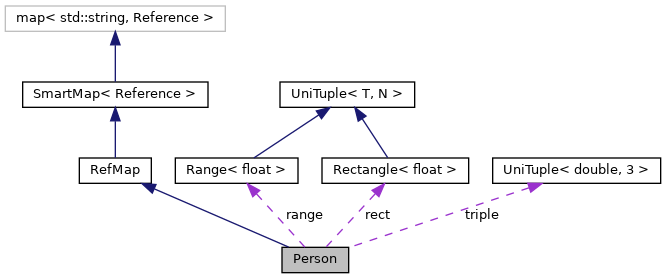 map< std::string, Reference >
SmartMap< Reference >
UniTuple< T, N >
RefMap
Range< float >
Rectangle< float >
UniTuple< double, 3 >
range
rect
triple
Person